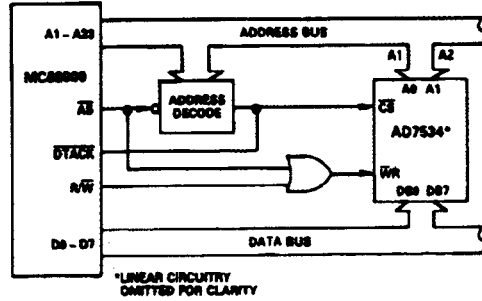 A1 – A23
ADDRESS BUS
A1
A2
MC68000
ADDRESS
DECODE
A0 A1
AS
CS
AD7534*
DTACK
R/W
WR
DB0 DB7
D0 – D7
DATA BUS
*LINEAR CIRCUITRY
OMITTED FOR CLARITY